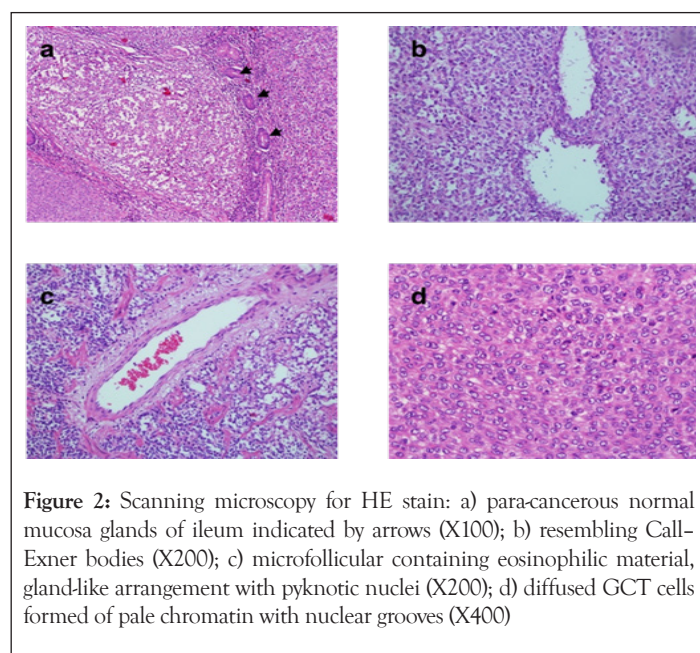 a
b
c
d
Figure 2: Scanning microscopy for HE stain: a) para-cancerous normal
mucosa glands of ileum indicated by arrows (X100); b) resembling Call–
Exner bodies (X200); c) microfollicular containing eosinophilic material,
gland-like arrangement with pyknotic nuclei (X200); d) diffused GCT cells
formed of pale chromatin with nuclear grooves (X400)